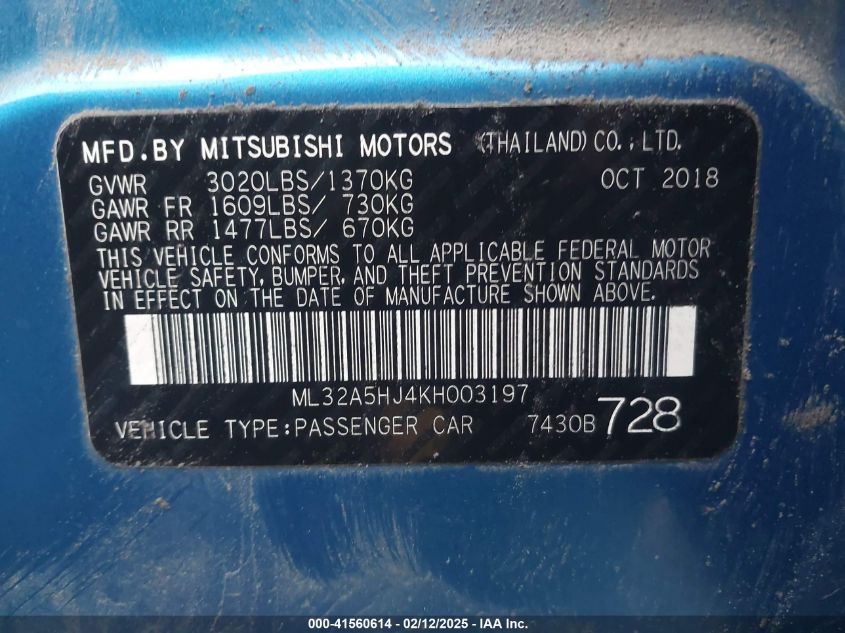 MFD.BY MITSUBISHI MOTORS (THAILAND) CO.,LTD.
GVWR 3020LBS/1370KG OCT 2018
GAWR FR 1609LBS/ 730KG
GAWR RR 1477LBS/ 670KG
THIS VEHICLE CONFORMS TO ALL APPLICABLE FEDERAL MOTOR
VEHICLE SAFETY, BUMPER, AND THEFT PREVENTION STANDARDS
IN EFFECT ON THE DATE OF MANUFACTURE SHOWN ABOVE.
ML32A5HJ4KH003197
VEHICLE TYPE:PASSENGER CAR 7430B 728
000-41560614 - 02/12/2025 - IAA Inc.